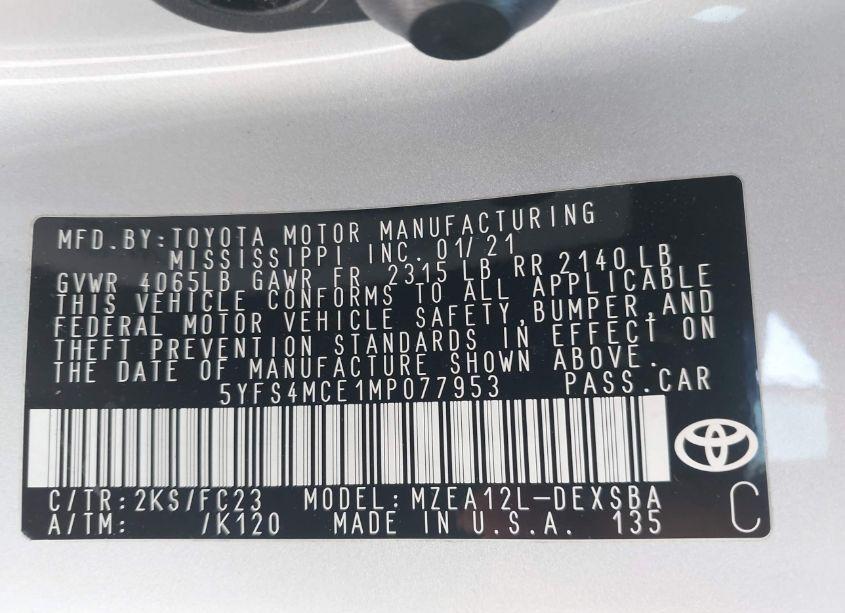 MFD.BY:TOYOTA MOTOR MANUFACTURING
MISSISSIPPI INC. 01/21
GVWR 4065LB GAWR FR 2315 LB RR 2140 LB
THIS VEHICLE CONFORMS TO ALL APPLICABLE
FEDERAL MOTOR VEHICLE SAFETY,BUMPER,AND
THEFT PREVENTION STANDARDS IN EFFECT ON
THE DATE OF MANUFACTURE SHOWN ABOVE.
5YFS4MCE1MP077953 PASS.CAR
C/TR:2KS/FC23 MODEL:MZEA12L-DEXSBA
A/TM: /K120 MADE IN U.S.A. 135
C